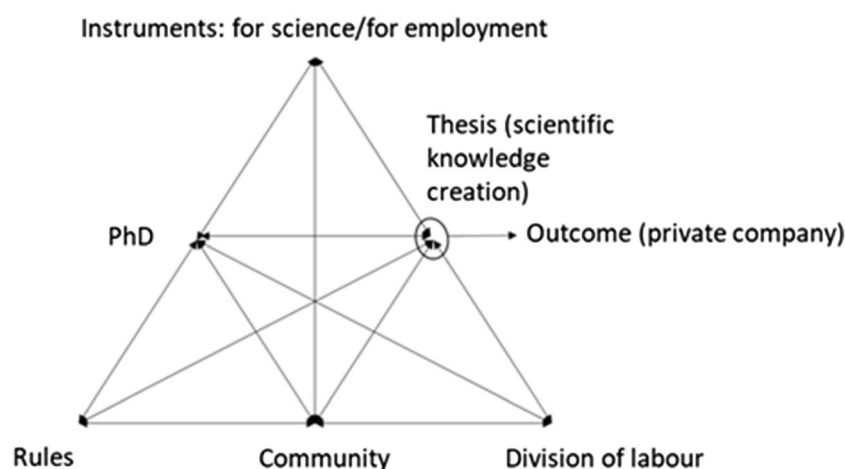 Instruments: for science/for employment
Thesis (scientific
knowledge
creation)
PhD
Outcome (private company)
Rules
Community
Division of labour